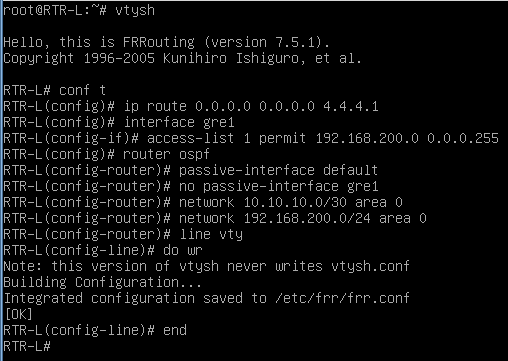 root@RTR-L:~# vtysh
Hello, this is FRRouting (version 7.5.1).
Copyright 1996-2005 Kunihiro Ishiguro, et al.
RTR-L# conf t
RTR-L(config)# ip route 0.0.0.0 0.0.0.0 4.4.4.1
RTR-L(config)# interface gre1
RTR-L(config-if)# access-list 1 permit 192.168.200.0 0.0.0.255
RTR-L(config)# router ospf
RTR-L(config-router)# passive-interface default
RTR-L(config-router)# no passive-interface gre1
RTR-L(config-router)# network 10.10.10.0/30 area 0
RTR-L(config-router)# network 192.168.200.0/24 area 0
RTR-L(config-router)# line vty
RTR-L(config-line)# do wr
Note: this version of vtysh never writes vtysh.conf
Building Configuration...
Integrated configuration saved to /etc/frr/frr.conf
[OK]
RTR-L(config-line)# end
RTR-L#